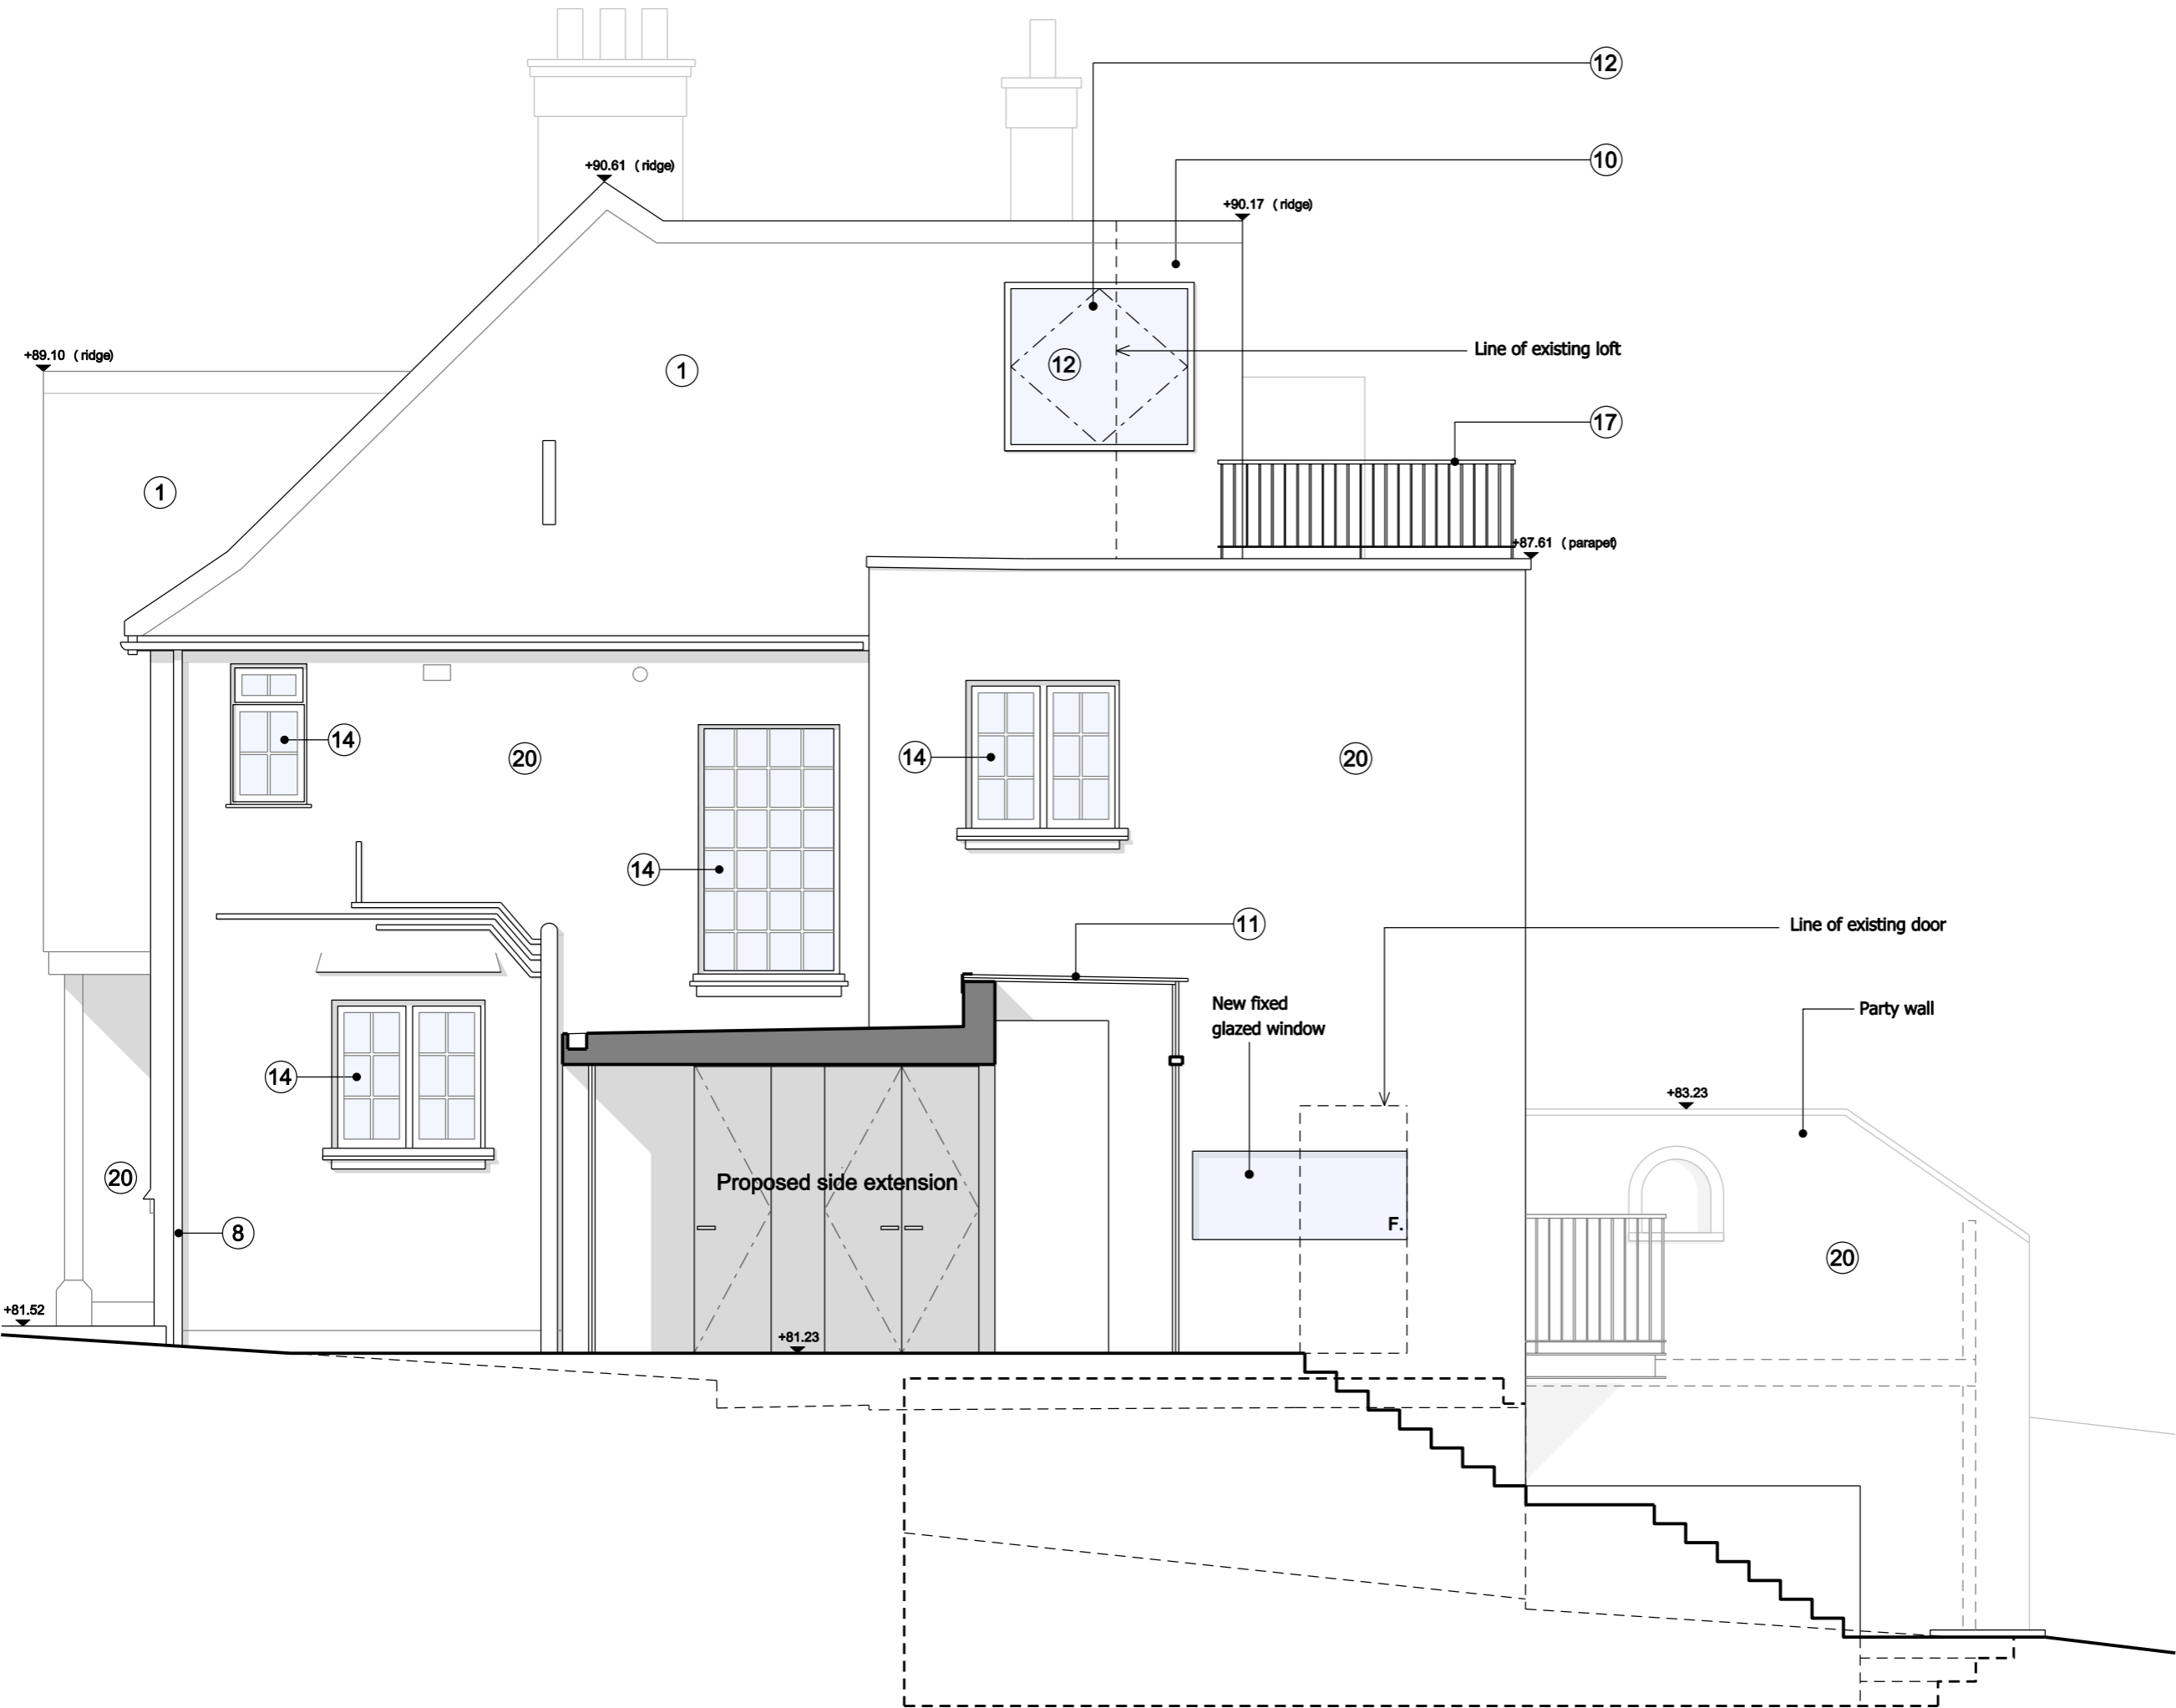 12
10
+90.61 (ridge)
+90.17 (ridge)
Line of existing loft
+89.10 (ridge)
12
1
17
1
+87.61 (parapet)
14
20
14
20
14
11
Line of existing door
New fixed
glazed window
Party wall
14
+83.23
20
Proposed side extension
F.
8
20
+81.52
+81.23